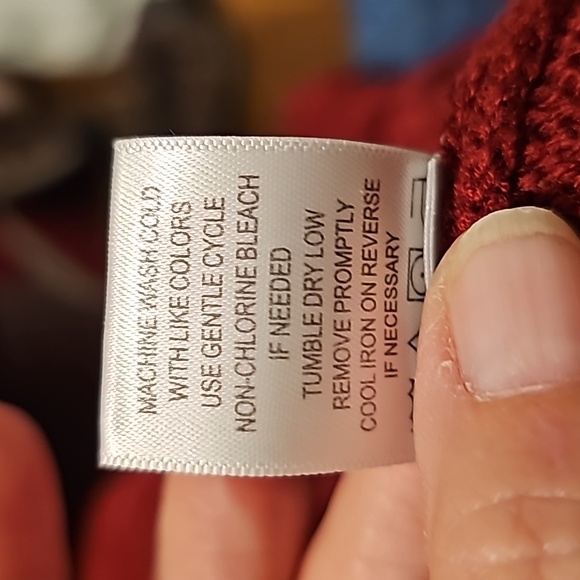 MACHINE WASH COLD
WITH LIKE COLORS
USE GENTLE CYCLE
NON-CHLORINE BLEACH
IF NEEDED
TUMBLE DRY LOW
REMOVE PROMPTLY
COOL IRON ON REVERSE
IF NECESSARY